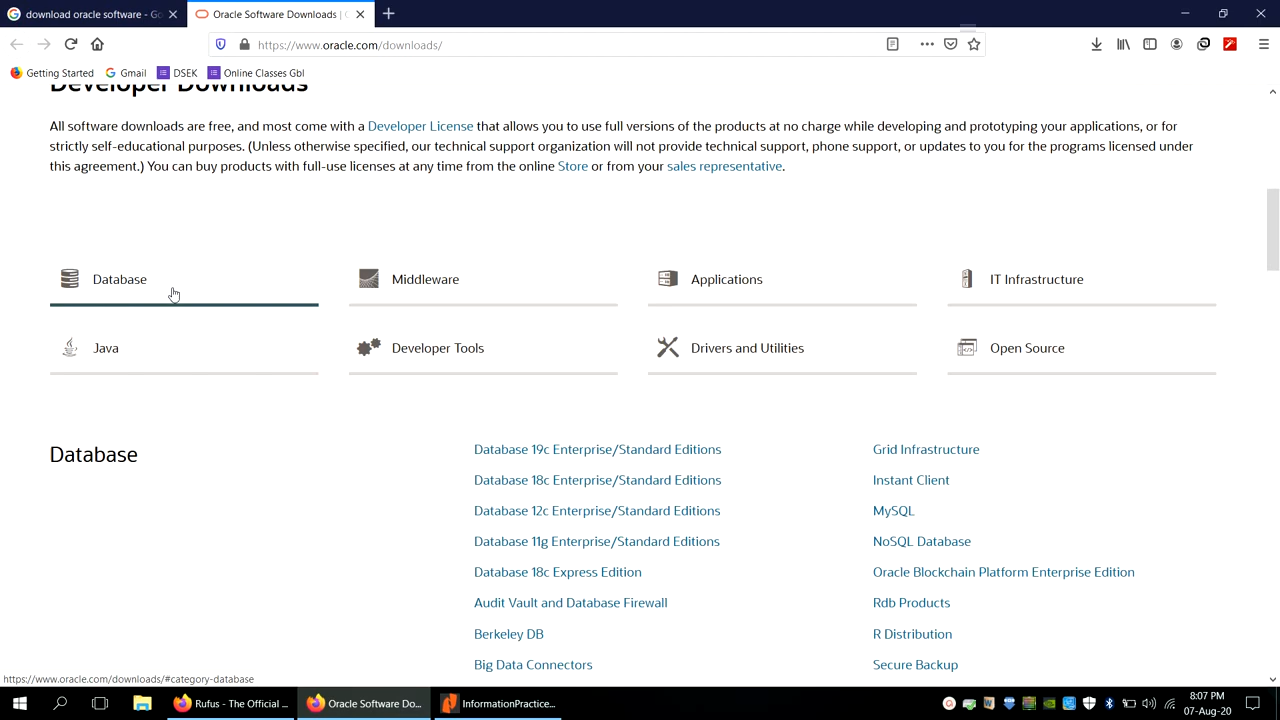 download oracle software - Go
Oracle Software Downloads | O
https://www.oracle.com/downloads/
Getting Started
Gmail
DSEK
Online Classes Gbl
Developer Downloads
All software downloads are free, and most come with a Developer License that allows you to use full versions of the products at no charge while developing and prototyping your applications, or for
strictly self-educational purposes. (Unless otherwise specified, our technical support organization will not provide technical support, phone support, or updates to you for the programs licensed under
this agreement.) You can buy products with full-use licenses at any time from the online Store or from your sales representative.
Database
Middleware
Applications
IT Infrastructure
Java
Developer Tools
Drivers and Utilities
Open Source
Database
Database 19c Enterprise/Standard Editions
Database 18c Enterprise/Standard Editions
Database 12c Enterprise/Standard Editions
Database 11g Enterprise/Standard Editions
Database 18c Express Edition
Audit Vault and Database Firewall
Berkeley DB
Big Data Connectors
Grid Infrastructure
Instant Client
MySQL
NoSQL Database
Oracle Blockchain Platform Enterprise Edition
Rdb Products
R Distribution
Secure Backup
https://www.oracle.com/downloads/#category-database
Rufus - The Official ...
Oracle Software Do...
InformationPractice...
8:07 PM
07-Aug-20